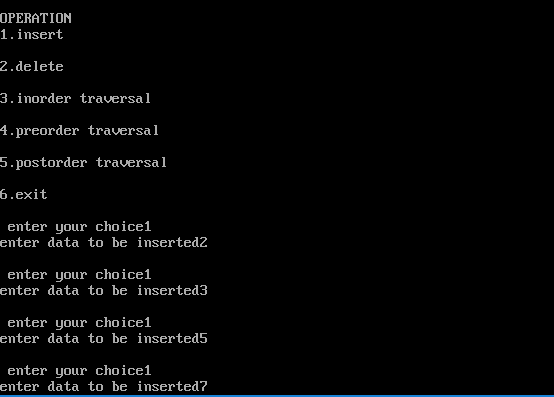 OPERATION
1.insert
2.delete
3.inorder traversal
4.preorder traversal
5.postorder traversal
6.exit
enter your choice1
enter data to be inserted2
enter your choice1
enter data to be inserted3
enter your choice1
enter data to be inserted5
enter your choice1
enter data to be inserted7